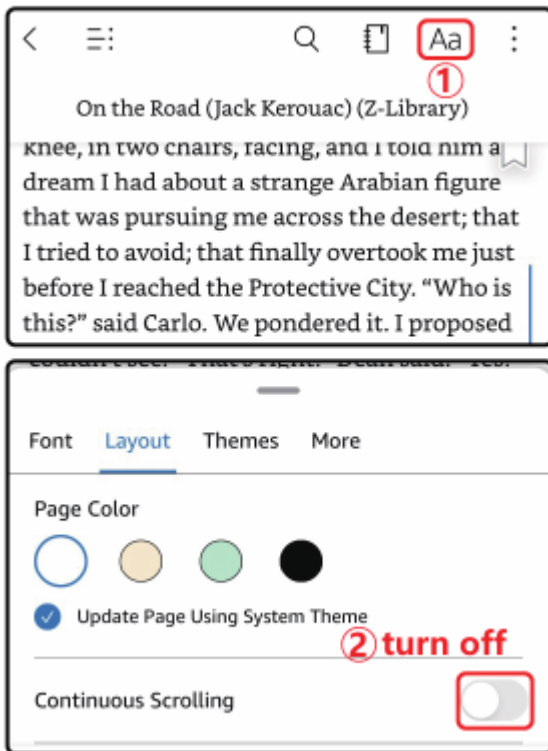 Aa
①
On the Road (Jack Kerouac) (Z-Library)
knee, in two chairs, facing, and I told him a
dream I had about a strange Arabian figure
that was pursuing me across the desert; that
I tried to avoid; that finally overtook me just
before I reached the Protective City. “Who is
this?” said Carlo. We pondered it. I proposed
Font Layout Themes More
Page Color
Update Page Using System Theme
② turn off
Continuous Scrolling